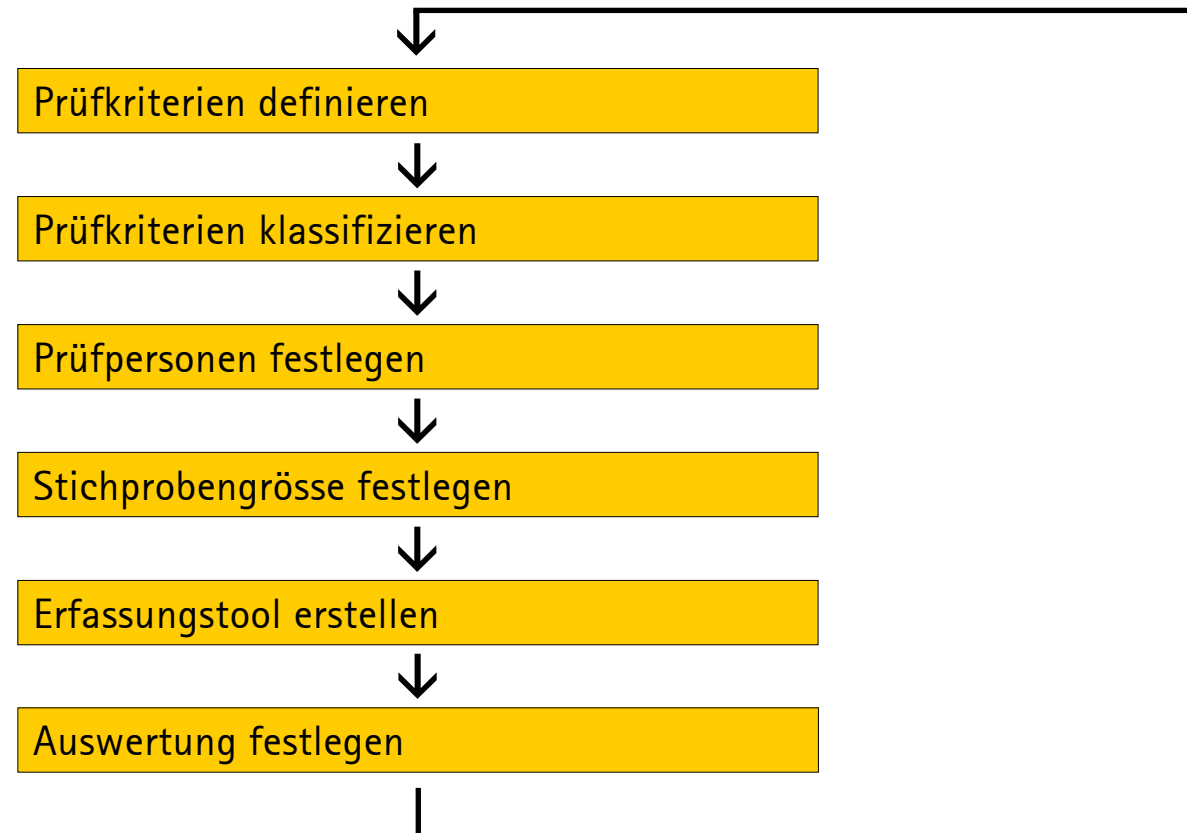 Prüfkriterien definieren
Prüfkriterien klassifizieren
Prüfpersonen festlegen
Stichprobengrösse festlegen
Erfassungstool erstellen
Auswertung festlegen